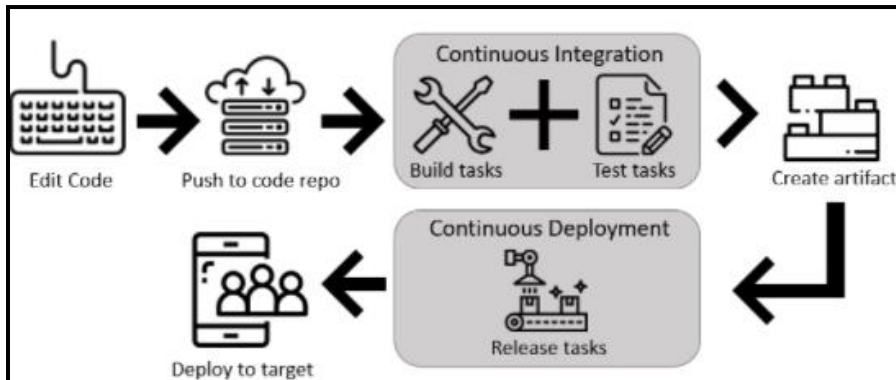 Continuous Integration
Edit Code
Push to code repo
Build tasks
Test tasks
Create artifact
Continuous Deployment
Release tasks
Deploy to target